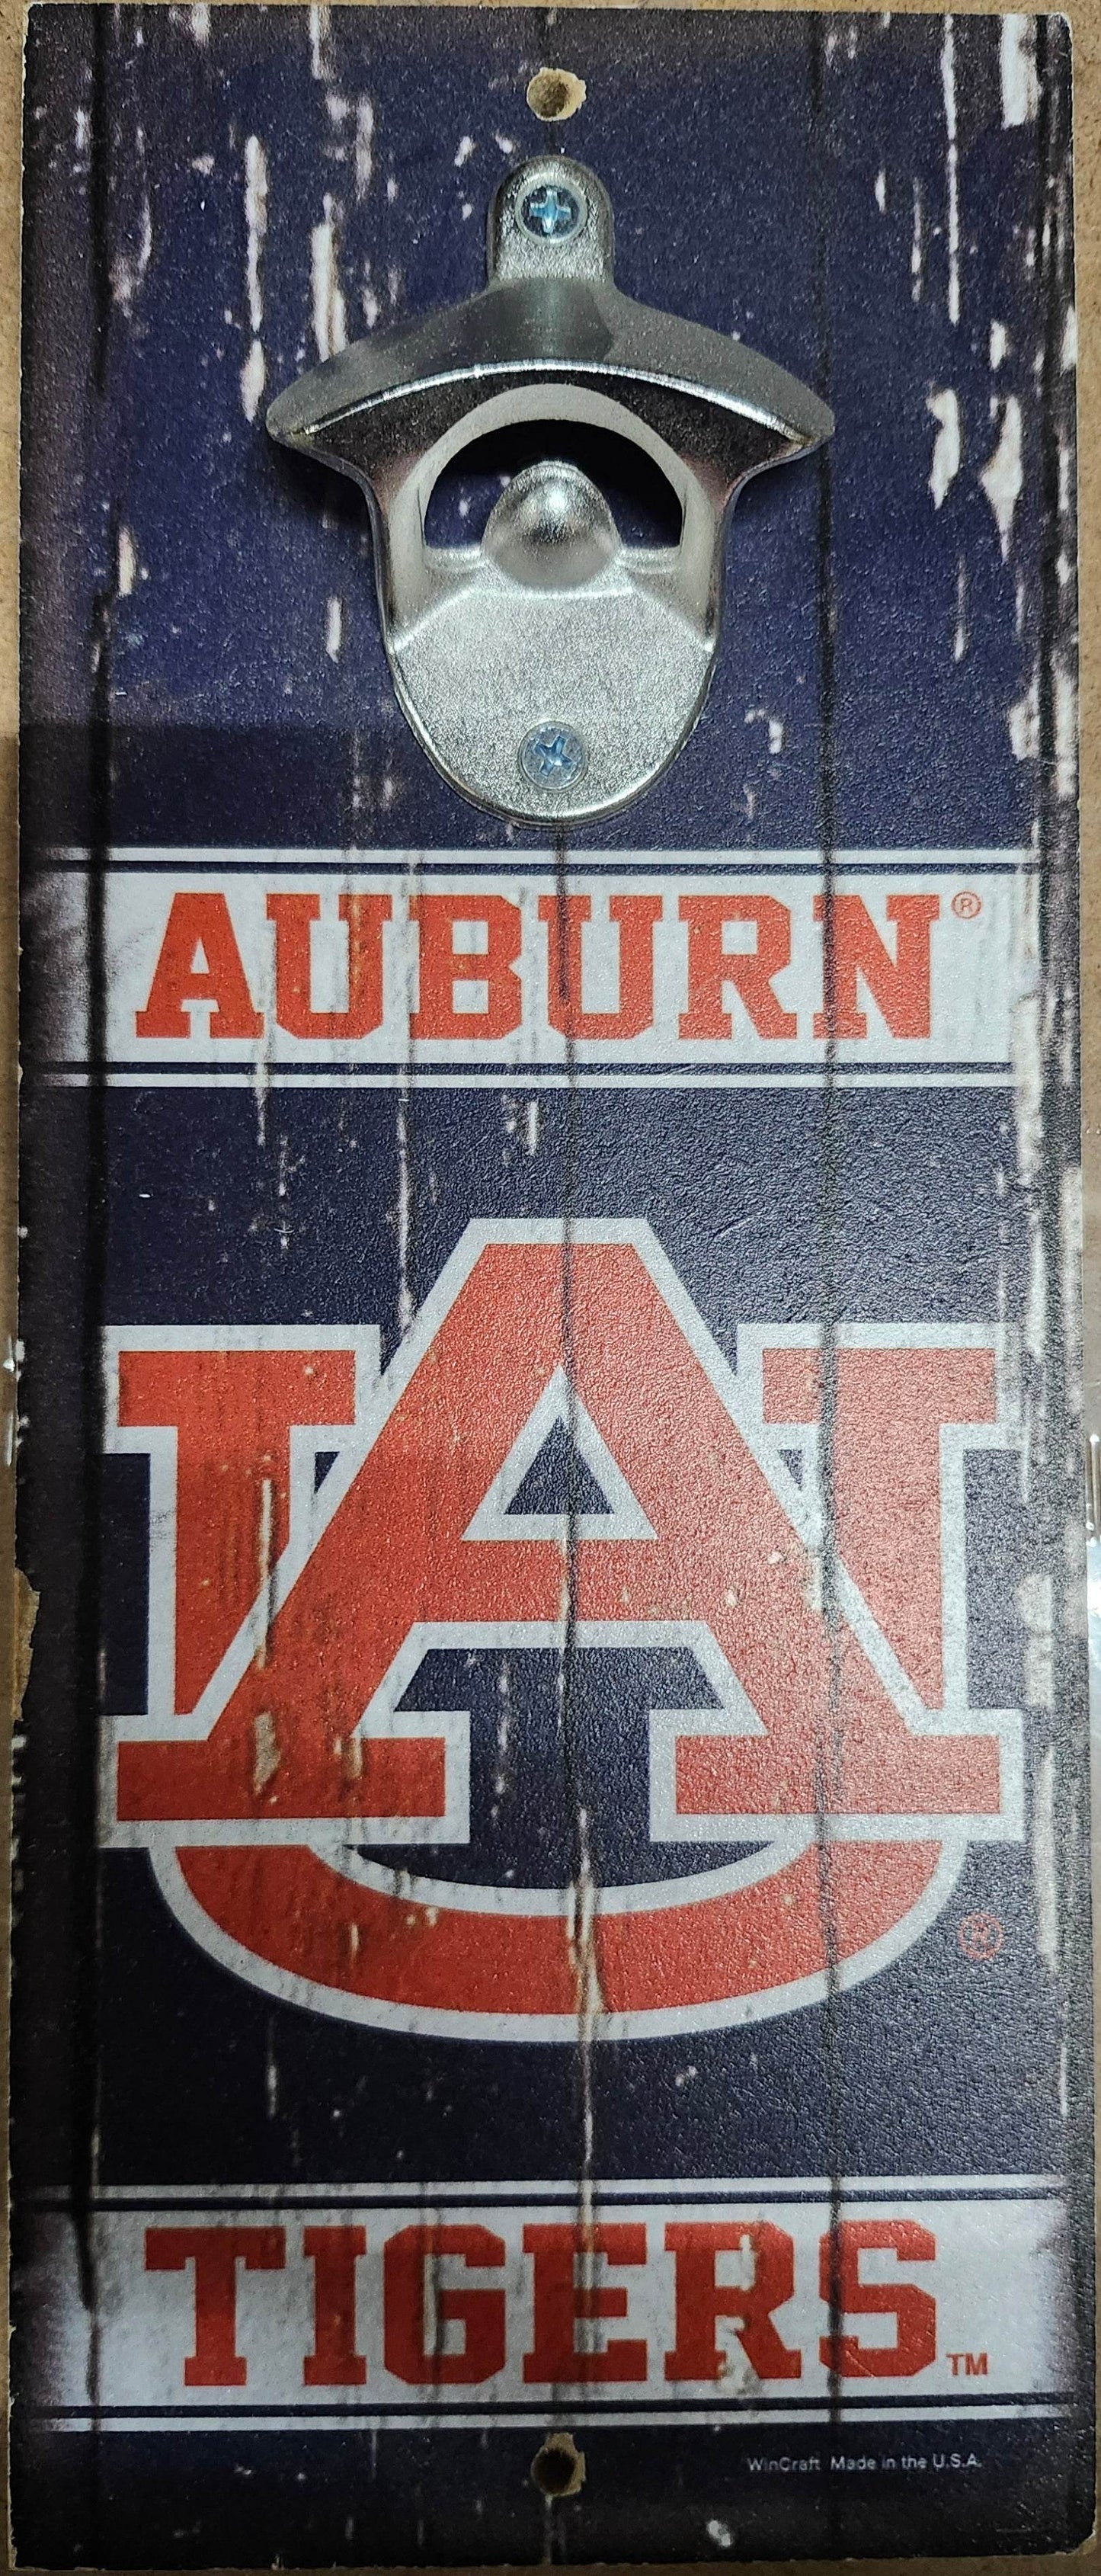 AUBURN®
AU
®
TIGERS™
WinCraft Made in the U.S.A.